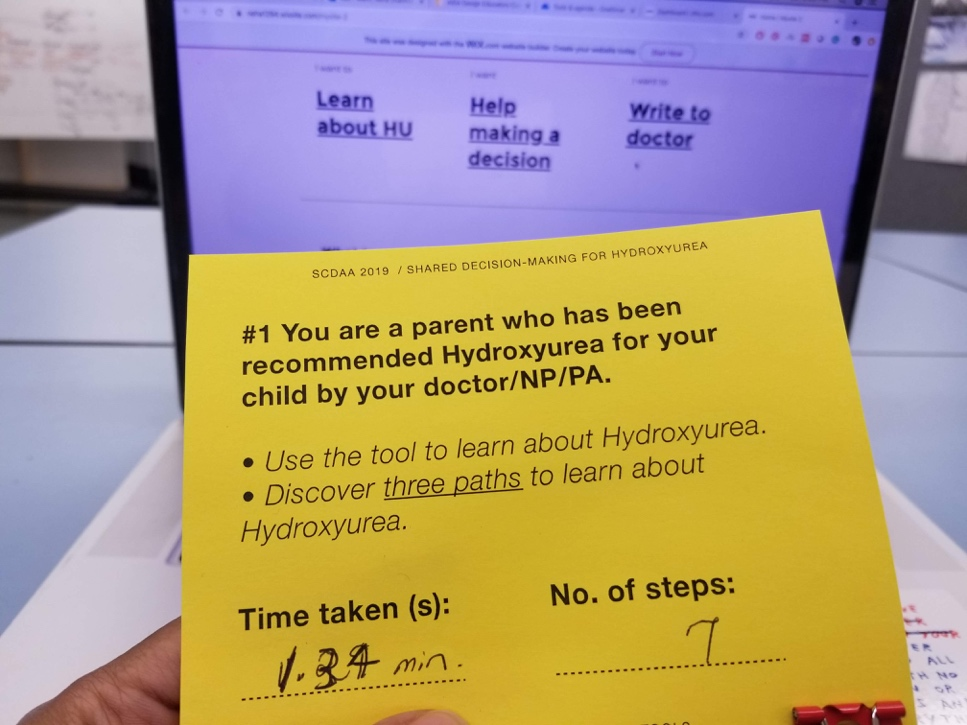 This site was designed with the WiX.com website builder. Create your website today. Start Now
I want to
I want
I want to
Learn
about HU
Help
making a
decision
Write to
doctor
SCDAA 2019 / SHARED DECISION-MAKING FOR HYDROXYUREA
#1 You are a parent who has been
recommended Hydroxyurea for your
child by your doctor/NP/PA.
• Use the tool to learn about Hydroxyurea.
• Discover three paths to learn about
Hydroxyurea.
Time taken (s):
No. of steps:
1.34 min.
7
ALL
OR